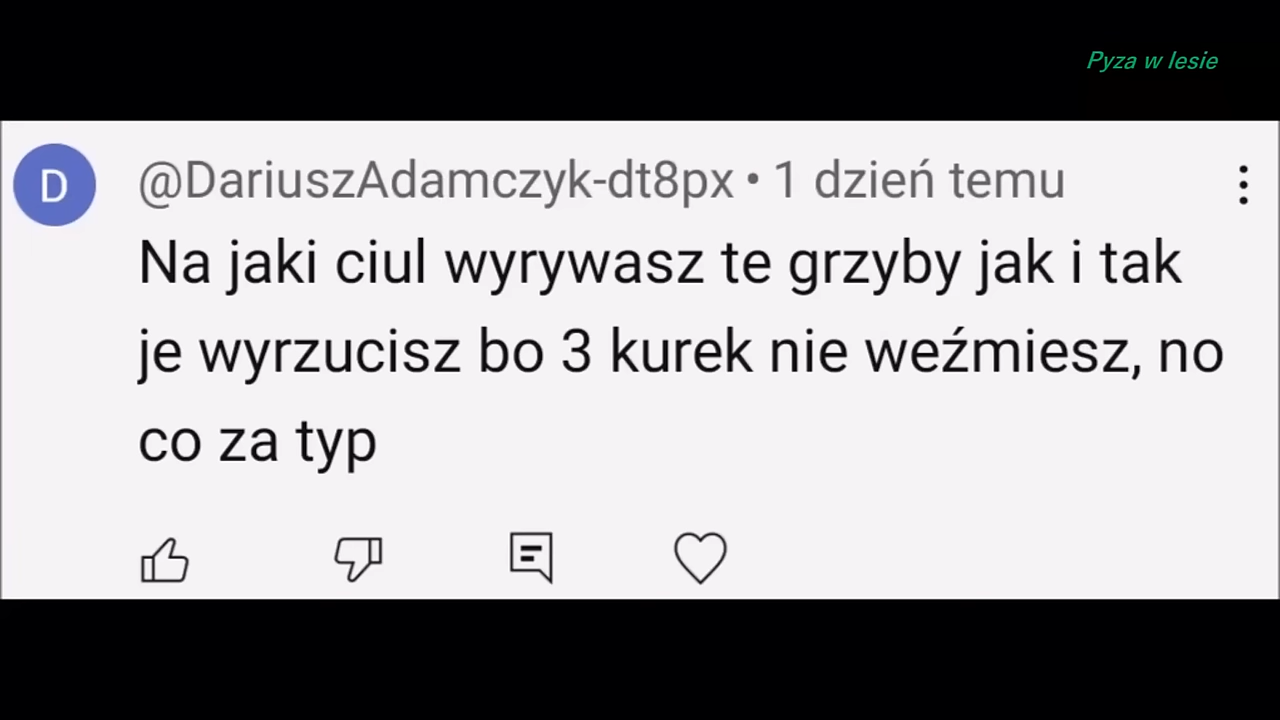 Pyza w lesie
@DariuszAdamczyk-dt8px • 1 dzień temu
Na jaki ciul wyrywasz te grzyby jak i tak
je wyrzucisz bo 3 kurek nie weźmiesz, no
co za typ